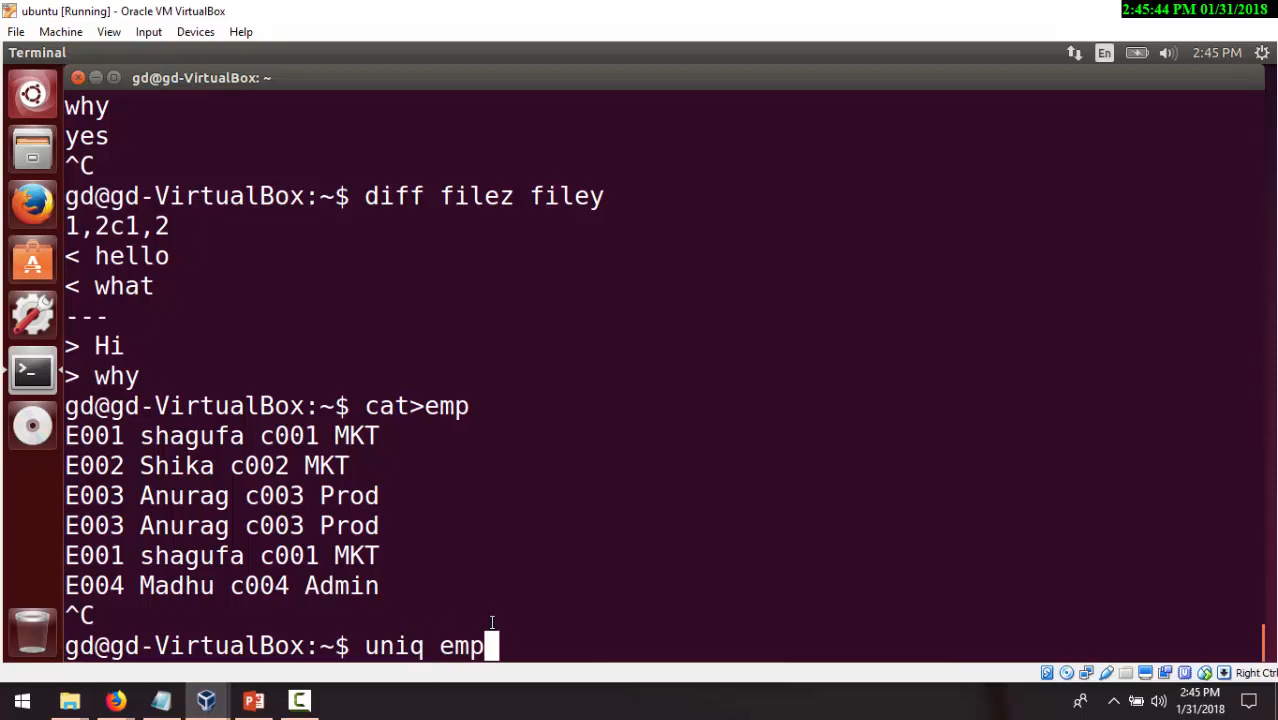 ubuntu [Running] - Oracle VM VirtualBox
2:45:44 PM 01/31/2018
File Machine View Input Devices Help
Terminal
En
2:45 PM
gd@gd-VirtualBox: ~
why
yes
^C
gd@gd-VirtualBox:~$ diff filez filey
1,2c1,2
< hello
< what
---
> Hi
> why
gd@gd-VirtualBox:~$ cat>emp
E001 shagufa c001 MKT
E002 Shika c002 MKT
E003 Anurag c003 Prod
E003 Anurag c003 Prod
E001 shagufa c001 MKT
E004 Madhu c004 Admin
^C
gd@gd-VirtualBox:~$ uniq emp
Right Ctrl
2:45 PM
1/31/2018